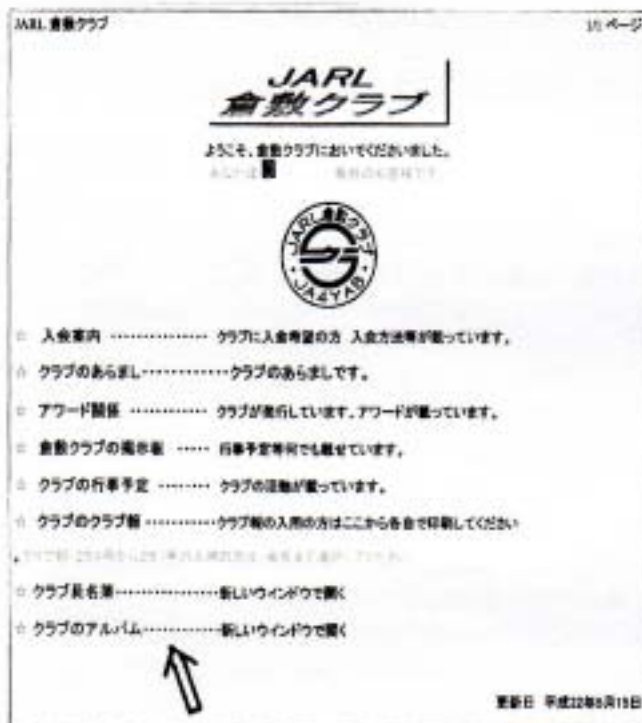 JARL 倉敷クラブ
1/1 ページ
JARL
倉敷クラブ
ようこそ、倉敷クラブにおいでくださいました。
JARL倉敷クラブ
・JA4YAB・
☆ 入会案内 ・・・・・・・・・・・・・・・ クラブに入会希望の方 入会方法等が載っています。
☆ クラブのあらまし・・・・・・・・・・・・・クラブのあらましです。
☆ アワード関係 ・・・・・・・・・・・・・ クラブが発行しています、アワードが載っています。
☆ 倉敷クラブの掲示板 ・・・・・ 行事予定等何でも載せています。
☆ クラブの行事予定 ・・・・・・・・ クラブの活動が載っています。
☆ クラブのクラブ報 ・・・・・・・・・・・クラブ報の入用の方はここから各自で印刷してください
☆ クラブ員名簿・・・・・・・・・・・・・・・新しいウインドウで開く
☆ クラブのアルバム・・・・・・・・・・・新しいウインドウで開く
更新日 平成22年8月15日